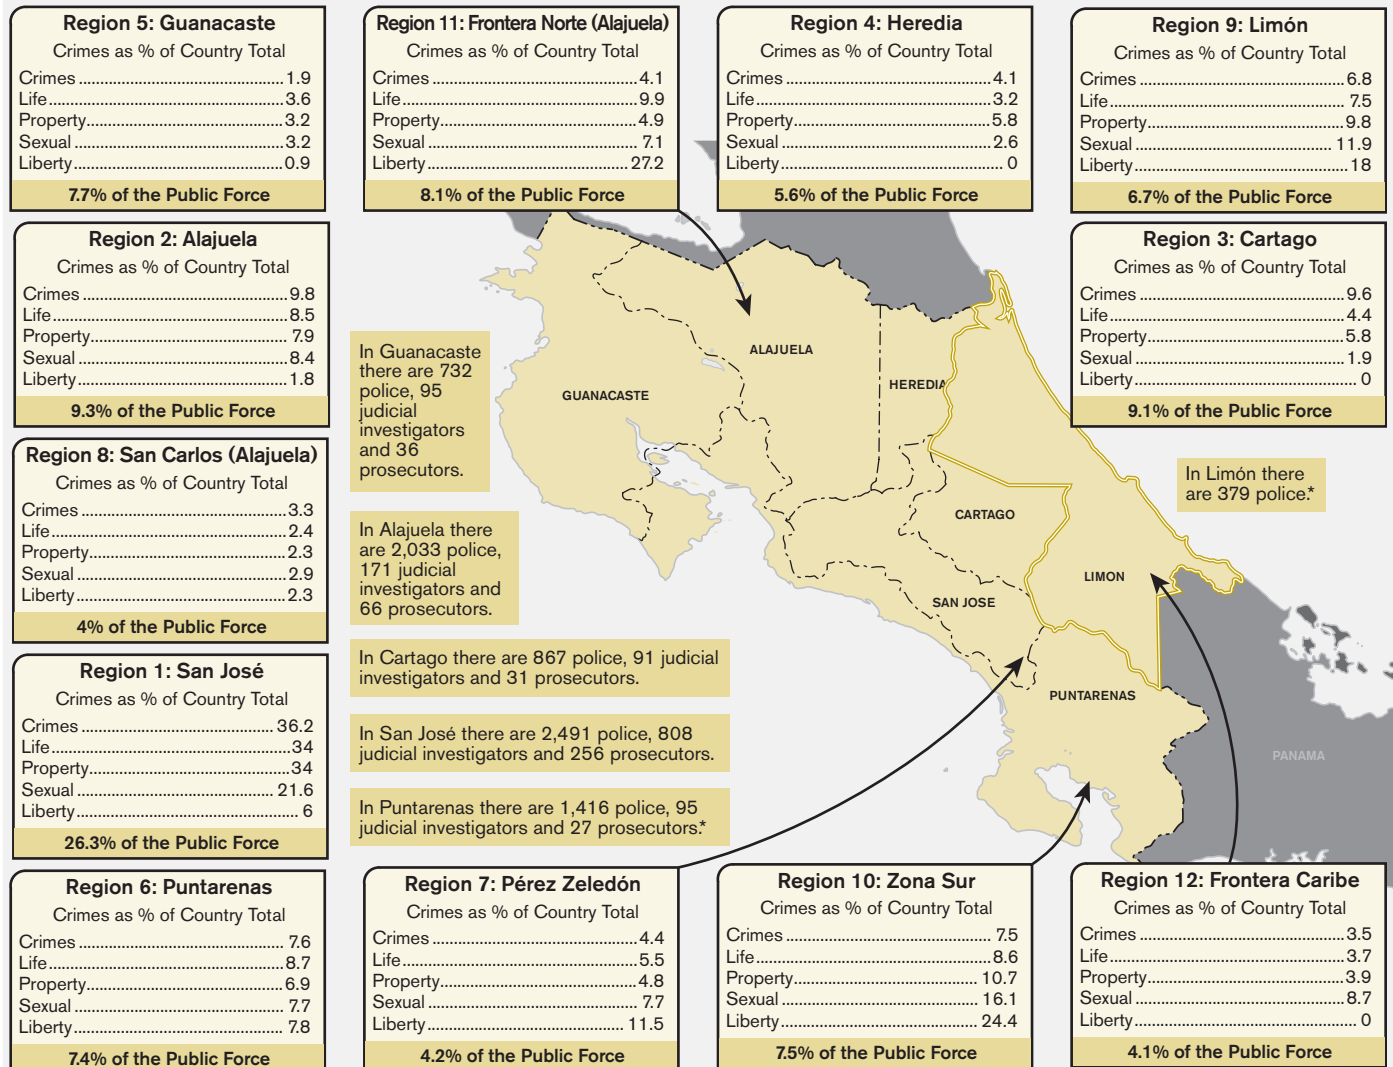 Region 5: Guanacaste
Crimes as % of Country Total
Crimes ........ 1.9
Life ........ 3.6
Property ........ 3.2
Sexual ........ 3.2
Liberty ........ 0.9
7.7% of the Public Force
Region 11: Frontera Norte (Alajuela)
Crimes as % of Country Total
Crimes ........ 4.1
Life ........ 9.9
Property ........ 4.9
Sexual ........ 7.1
Liberty ........ 27.2
8.1% of the Public Force
Region 4: Heredia
Crimes as % of Country Total
Crimes ........ 4.1
Life ........ 3.2
Property ........ 5.8
Sexual ........ 2.6
Liberty ........ 0
5.6% of the Public Force
Region 9: Limón
Crimes as % of Country Total
Crimes ........ 6.8
Life ........ 7.5
Property ........ 9.8
Sexual ........ 11.9
Liberty ........ 18
6.7% of the Public Force
Region 2: Alajuela
Crimes as % of Country Total
Crimes ........ 9.8
Life ........ 8.5
Property ........ 7.9
Sexual ........ 8.4
Liberty ........ 1.8
9.3% of the Public Force
Region 3: Cartago
Crimes as % of Country Total
Crimes ........ 9.6
Life ........ 4.4
Property ........ 5.8
Sexual ........ 1.9
Liberty ........ 0
9.1% of the Public Force
Region 8: San Carlos (Alajuela)
Crimes as % of Country Total
Crimes ........ 3.3
Life ........ 2.4
Property ........ 2.3
Sexual ........ 2.9
Liberty ........ 2.3
4% of the Public Force
In Guanacaste
there are 732
police, 95
judicial
investigators
and 36
prosecutors.
In Alajuela there
are 2,033 police,
171 judicial
investigators and
66 prosecutors.
In Cartago there are 867 police, 91 judicial
investigators and 31 prosecutors.
In San José there are 2,491 police, 808
judicial investigators and 256 prosecutors.
In Puntarenas there are 1,416 police, 95
judicial investigators and 27 prosecutors.*
In Limón there
are 379 police.*
GUANACASTE
ALAJUELA
HEREDIA
CARTAGO
SAN JOSE
LIMON
PUNTARENAS
PANAMA
Region 1: San José
Crimes as % of Country Total
Crimes ........ 36.2
Life ........ 34
Property ........ 34
Sexual ........ 21.6
Liberty ........ 6
26.3% of the Public Force
Region 6: Puntarenas
Crimes as % of Country Total
Crimes ........ 7.6
Life ........ 8.7
Property ........ 6.9
Sexual ........ 7.7
Liberty ........ 7.8
7.4% of the Public Force
Region 7: Pérez Zeledón
Crimes as % of Country Total
Crimes ........ 4.4
Life ........ 5.5
Property ........ 4.8
Sexual ........ 7.7
Liberty ........ 11.5
4.2% of the Public Force
Region 10: Zona Sur
Crimes as % of Country Total
Crimes ........ 7.5
Life ........ 8.6
Property ........ 10.7
Sexual ........ 16.1
Liberty ........ 24.4
7.5% of the Public Force
Region 12: Frontera Caribe
Crimes as % of Country Total
Crimes ........ 3.5
Life ........ 3.7
Property ........ 3.9
Sexual ........ 8.7
Liberty ........ 0
4.1% of the Public Force